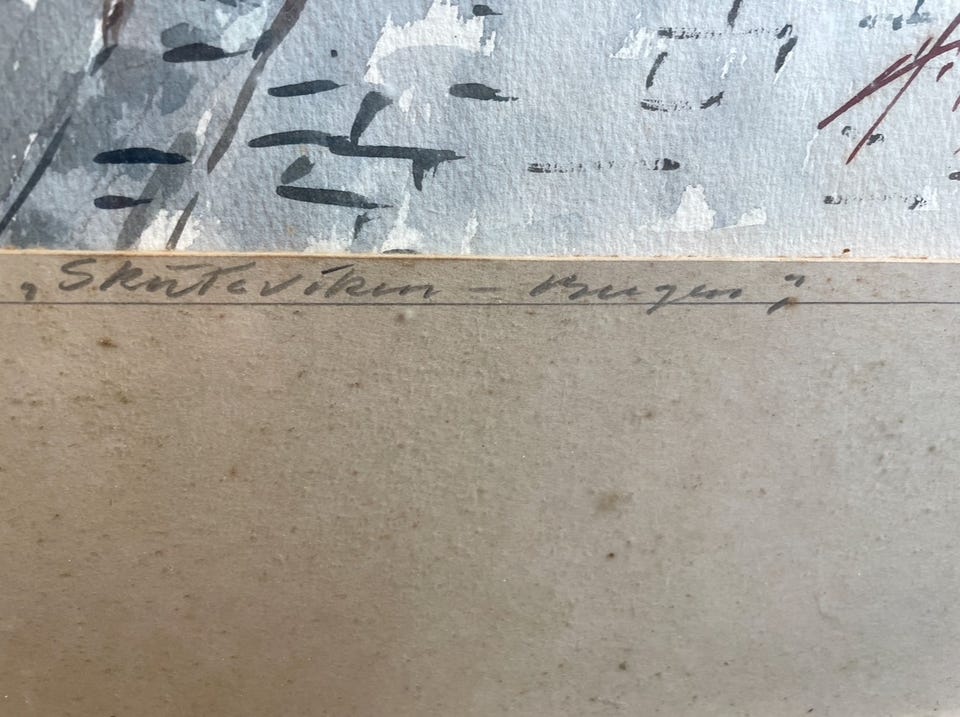 „Skuteviken – Bergen”